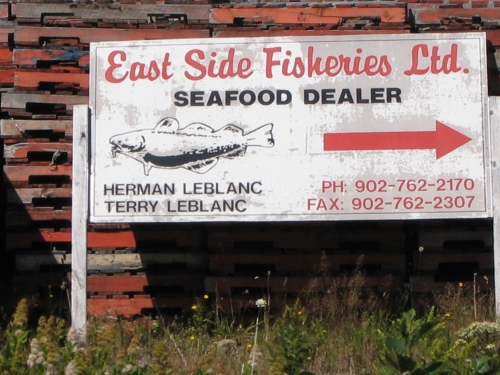 East Side Fisheries Ltd.
SEAFOOD DEALER
HERMAN LEBLANC
TERRY LEBLANC
PH: 902-762-2170
FAX: 902-762-2307